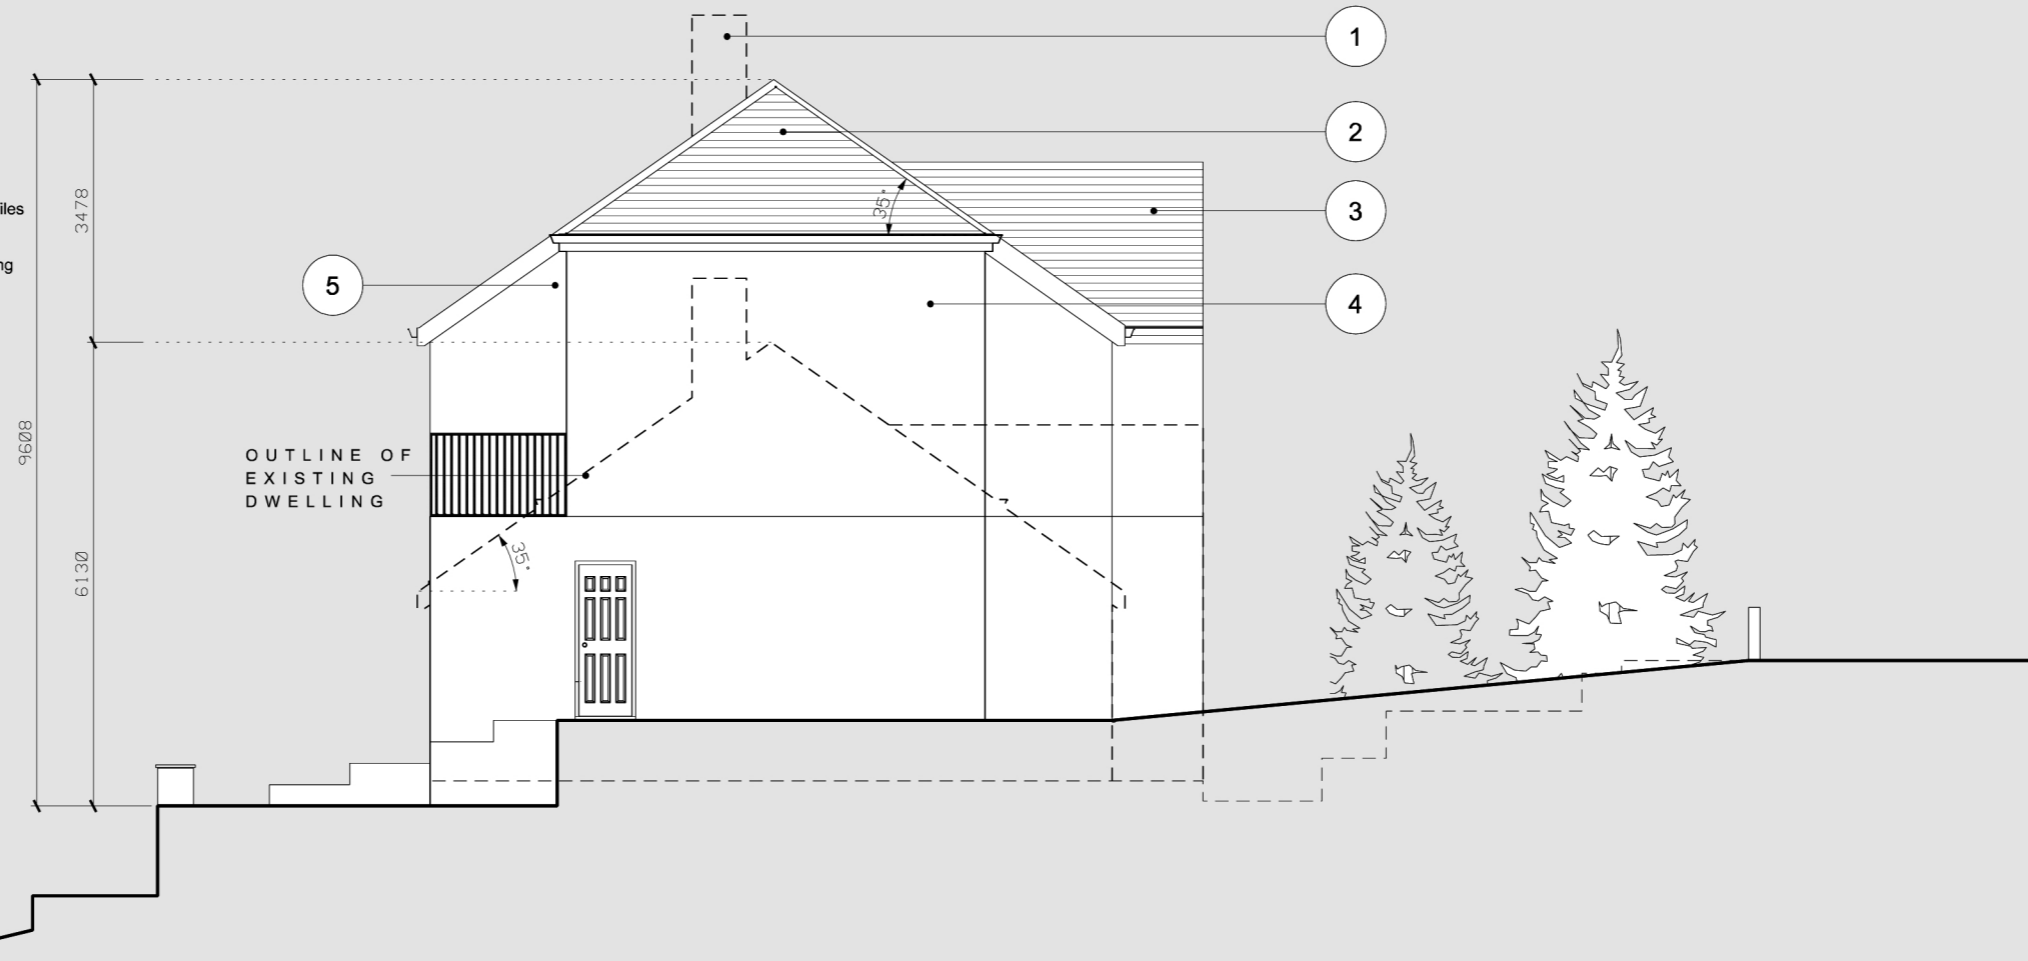 1
2
3
4
5
iles
ng
3478
9608
6130
35°
OUTLINE OF
EXISTING
DWELLING
35°